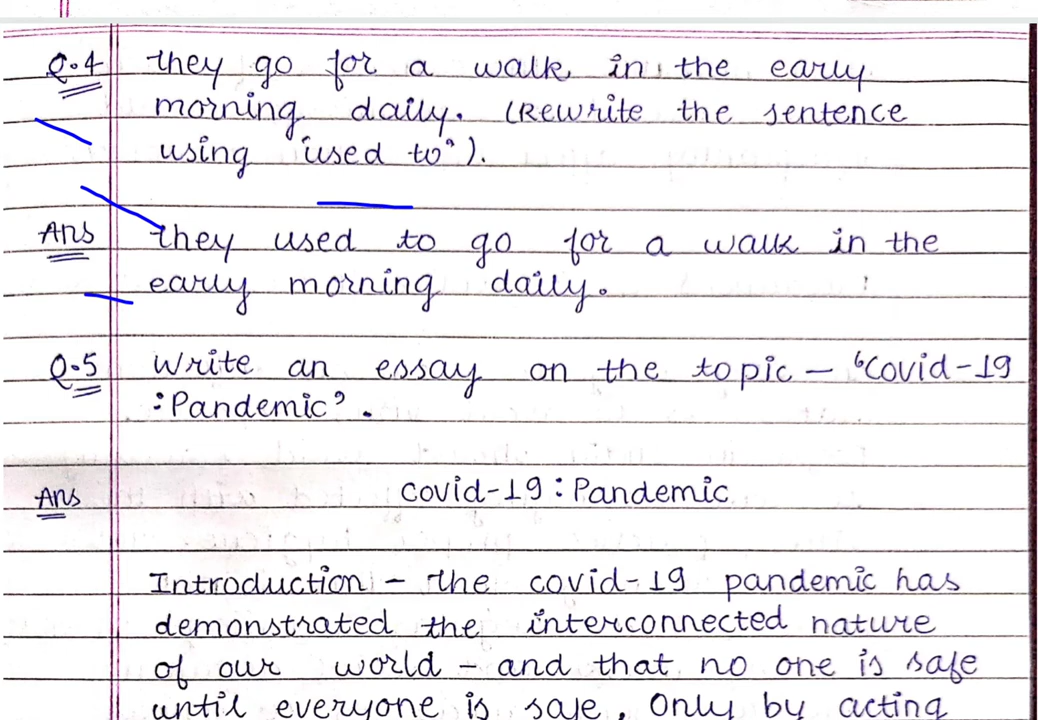 Q.4 they go for a walk in the early
morning daily. (Rewrite the sentence
using 'used to').
Ans they used to go for a walk in the
early morning daily.
Q.5 Write an essay on the topic – 'Covid-19
:Pandemic'.
Ans Covid-19 : Pandemic
Introduction – the covid-19 pandemic has
demonstrated the interconnected nature
of our world – and that no one is safe
until everyone is safe. Only by acting